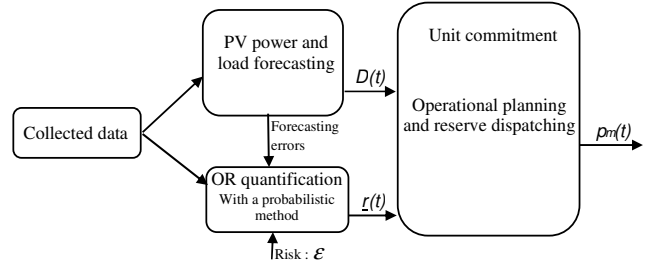 Collected data
PV power and
load forecasting
D(t)
Forecasting
errors
OR quantification
With a probabilistic
method
r(t)
Risk : ε
Unit commitment
Operational planning
and reserve dispatching
pm(t)